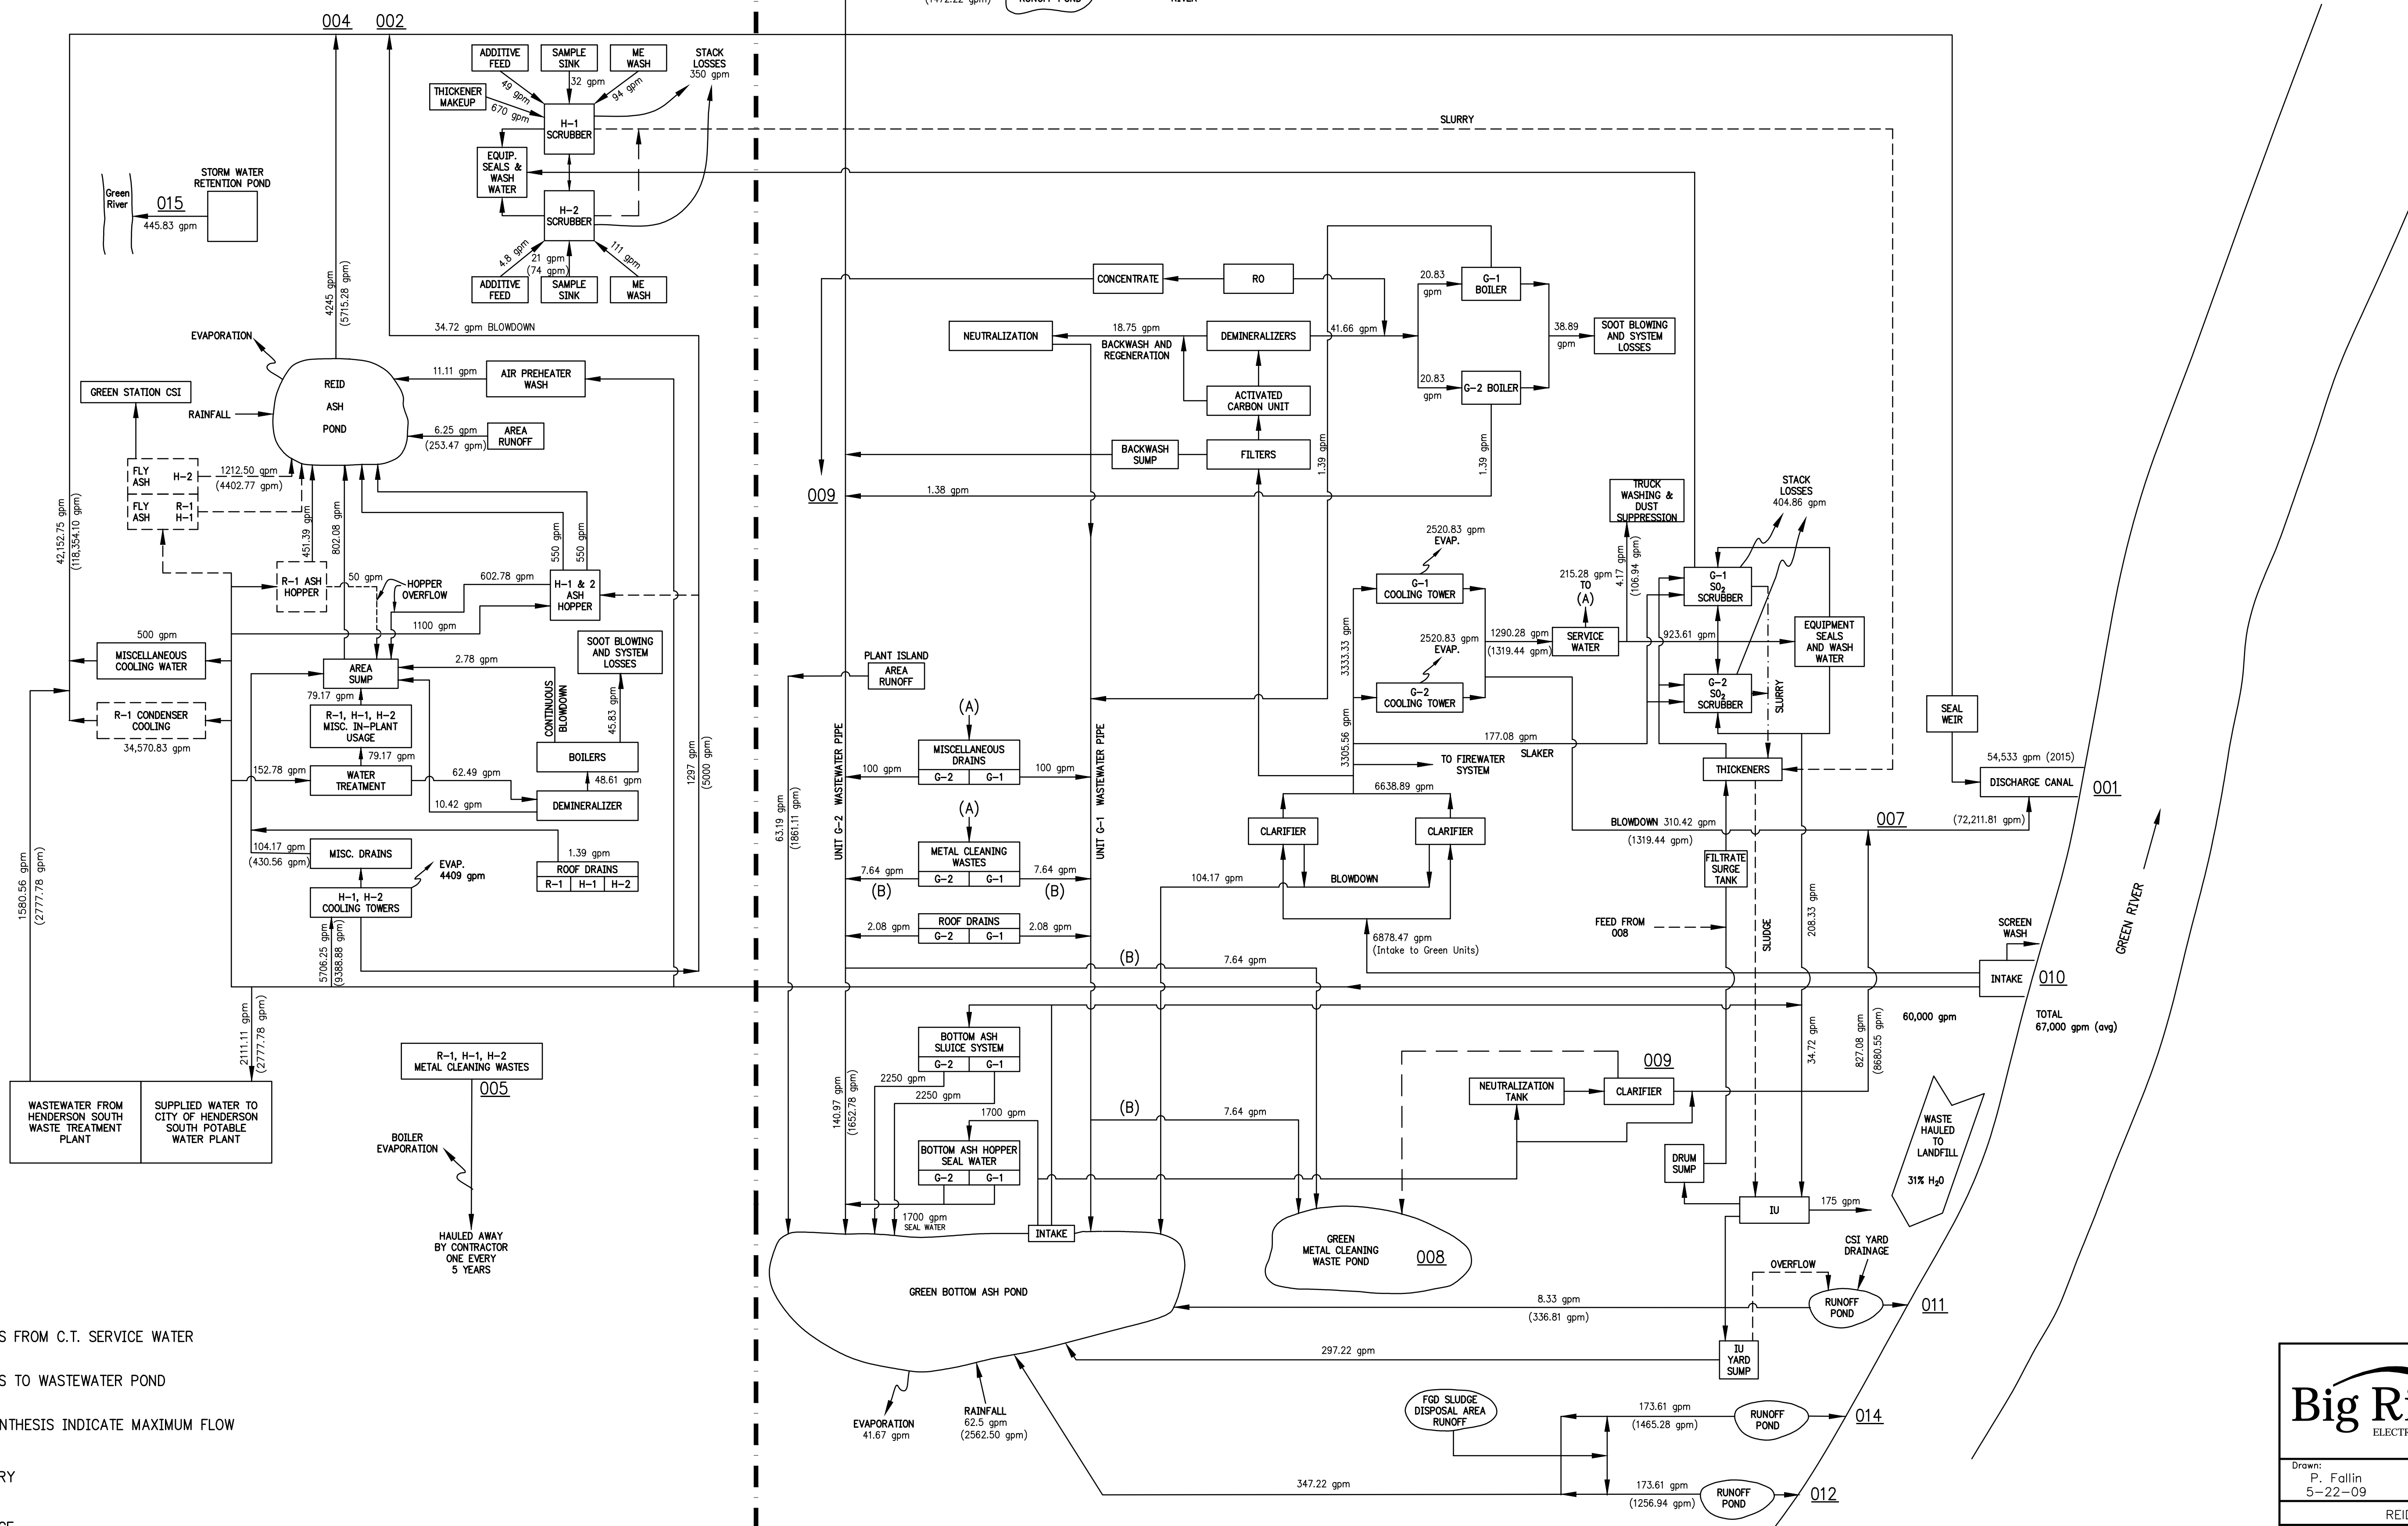 (1472.22 gpm)
RUNOFF POND
RIVER
004
002
ADDITIVE
FEED
SAMPLE
SINK
ME
WASH
STACK
LOSSES
350 gpm
49 gpm
32 gpm
94 gpm
THICKENER
MAKEUP
670 gpm
H-1
SCRUBBER
SLURRY
EQUIP.
SEALS &
WASH
WATER
H-2
SCRUBBER
4.8 gpm
21 gpm
(74 gpm)
111 gpm
ADDITIVE
FEED
SAMPLE
SINK
ME
WASH
Green
River
015
445.83 gpm
STORM WATER
RETENTION POND
4245 gpm
(5715.28 gpm)
34.72 gpm BLOWDOWN
EVAPORATION
REID
ASH
POND
11.11 gpm
AIR PREHEATER
WASH
GREEN STATION CSI
RAINFALL
6.25 gpm
(253.47 gpm)
AREA
RUNOFF
FLY
ASH
H-2
1212.50 gpm
(4402.77 gpm)
FLY
ASH
R-1
H-1
42,152.75 gpm
(118,354.10 gpm)
451.39 gpm
802.08 gpm
550 gpm
550 gpm
R-1 ASH
HOPPER
50 gpm
HOPPER
OVERFLOW
602.78 gpm
H-1 & 2
ASH
HOPPER
1100 gpm
500 gpm
MISCELLANEOUS
COOLING WATER
AREA
SUMP
2.78 gpm
SOOT BLOWING
AND SYSTEM
LOSSES
79.17 gpm
CONTINUOUS
BLOWDOWN
45.83 gpm
R-1 CONDENSER
COOLING
34,570.83 gpm
R-1, H-1, H-2
MISC. IN-PLANT
USAGE
79.17 gpm
BOILERS
152.78 gpm
WATER
TREATMENT
62.49 gpm
48.61 gpm
10.42 gpm
DEMINERALIZER
1297 gpm
(5000 gpm)
104.17 gpm
(430.56 gpm)
MISC. DRAINS
1.39 gpm
ROOF DRAINS
R-1
H-1
H-2
EVAP.
4409 gpm
H-1, H-2
COOLING TOWERS
1580.56 gpm
(2777.78 gpm)
5706.25 gpm
(9388.88 gpm)
2111.11 gpm
(2777.78 gpm)
WASTEWATER FROM
HENDERSON SOUTH
WASTE TREATMENT
PLANT
SUPPLIED WATER TO
CITY OF HENDERSON
SOUTH POTABLE
WATER PLANT
R-1, H-1, H-2
METAL CLEANING WASTES
005
BOILER
EVAPORATION
HAULED AWAY
BY CONTRACTOR
ONE EVERY
5 YEARS
S FROM C.T. SERVICE WATER
S TO WASTEWATER POND
NTHESIS INDICATE MAXIMUM FLOW
RY
CONCENTRATE
RO
20.83
gpm
G-1
BOILER
NEUTRALIZATION
18.75 gpm
BACKWASH AND
REGENERATION
DEMINERALIZERS
41.66 gpm
38.89
gpm
SOOT BLOWING
AND SYSTEM
LOSSES
20.83
gpm
G-2 BOILER
ACTIVATED
CARBON UNIT
1.39 gpm
1.39 gpm
BACKWASH
SUMP
FILTERS
009
1.38 gpm
TRUCK
WASHING &
DUST
SUPPRESSION
STACK
LOSSES
404.86 gpm
2520.83 gpm
EVAP.
G-1
COOLING TOWER
3333.33 gpm
215.28 gpm
TO
(A)
4.17 gpm
(106.94 gpm)
G-1
SO2
SCRUBBER
2520.83 gpm
EVAP.
1290.28 gpm
(1319.44 gpm)
SERVICE
WATER
923.61 gpm
EQUIPMENT
SEALS
AND WASH
WATER
G-2
COOLING TOWER
G-2
SO2
SCRUBBER
SLURRY
SEAL
WEIR
PLANT ISLAND
AREA
RUNOFF
(A)
3305.56 gpm
177.08 gpm
SLAKER
TO FIREWATER
SYSTEM
THICKENERS
MISCELLANEOUS
DRAINS
100 gpm
G-2
G-1
100 gpm
UNIT G-2 WASTEWATER PIPE
UNIT G-1 WASTEWATER PIPE
6638.89 gpm
54,533 gpm (2015)
DISCHARGE CANAL
001
(A)
CLARIFIER
CLARIFIER
BLOWDOWN 310.42 gpm
(1319.44 gpm)
007
(72,211.81 gpm)
63.19 gpm
(1861.11 gpm)
METAL CLEANING
WASTES
7.64 gpm
(B)
G-2
G-1
7.64 gpm
(B)
104.17 gpm
BLOWDOWN
FILTRATE
SURGE
TANK
208.33 gpm
ROOF DRAINS
2.08 gpm
G-2
G-1
2.08 gpm
6878.47 gpm
(Intake to Green Units)
FEED FROM
008
SLUDGE
SCREEN
WASH
GREEN RIVER
(B)
7.64 gpm
INTAKE
010
BOTTOM ASH
SLUICE SYSTEM
G-2
G-1
60,000 gpm
TOTAL
67,000 gpm (avg)
34.72 gpm
827.08 gpm
(8680.55 gpm)
140.97 gpm
(1652.78 gpm)
2250 gpm
2250 gpm
1700 gpm
(B)
7.64 gpm
NEUTRALIZATION
TANK
009
CLARIFIER
BOTTOM ASH HOPPER
SEAL WATER
G-2
G-1
DRUM
SUMP
WASTE
HAULED
TO
LANDFILL
31% H2O
1700 gpm
SEAL WATER
INTAKE
IU
175 gpm
GREEN
METAL CLEANING
WASTE POND
008
CSI YARD
DRAINAGE
OVERFLOW
GREEN BOTTOM ASH POND
8.33 gpm
(336.81 gpm)
RUNOFF
POND
011
297.22 gpm
IU
YARD
SUMP
EVAPORATION
41.67 gpm
RAINFALL
62.5 gpm
(2562.50 gpm)
FGD SLUDGE
DISPOSAL AREA
RUNOFF
173.61 gpm
(1465.28 gpm)
RUNOFF
POND
014
347.22 gpm
173.61 gpm
(1256.94 gpm)
RUNOFF
POND
012
Big Ri
ELECTR
Drawn:
P. Fallin
5-22-09
REID